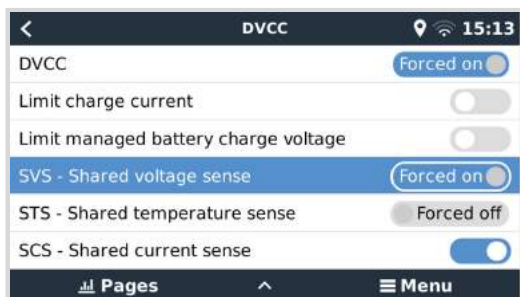 DVCC 15:13
DVCC Forced on
Limit charge current
Limit managed battery charge voltage
SVS - Shared voltage sense Forced on
STS - Shared temperature sense Forced off
SCS - Shared current sense
Pages Menu